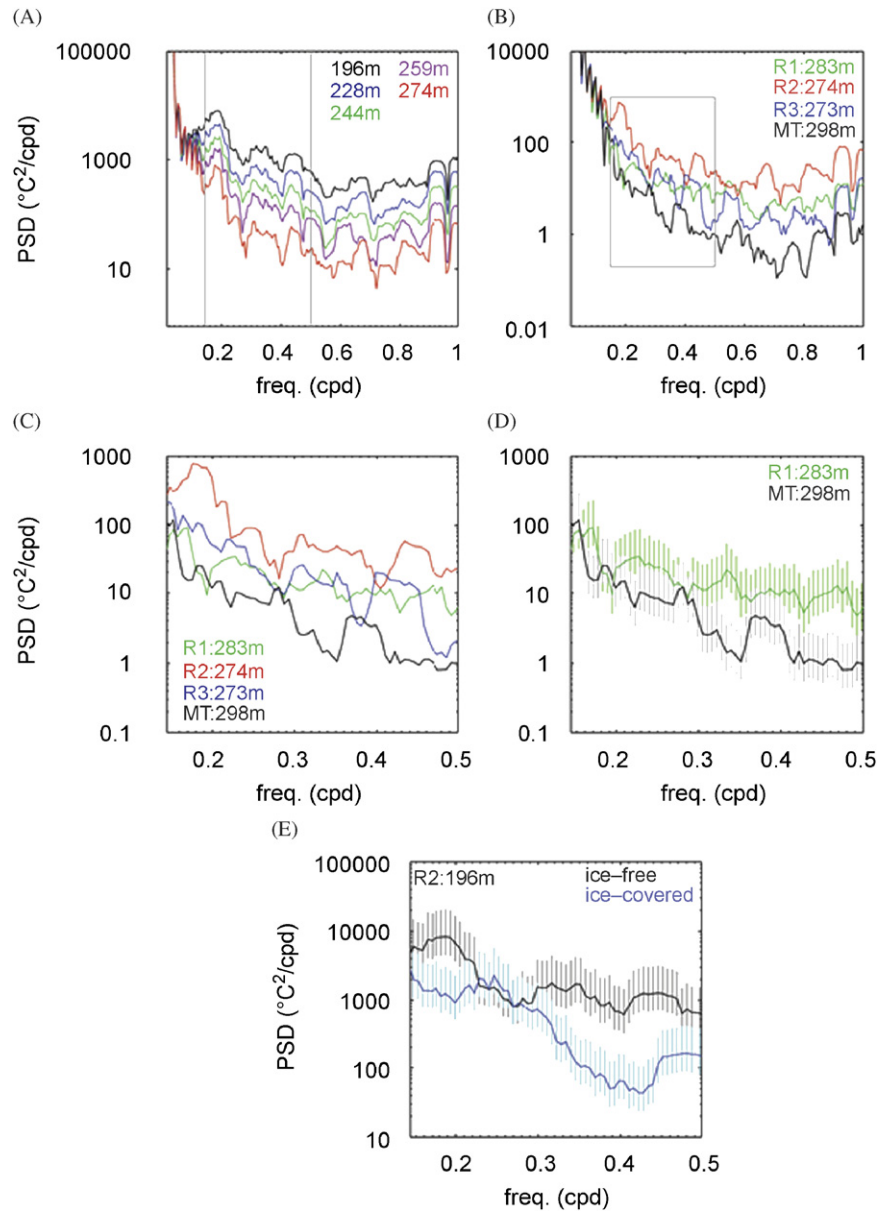 (A)
100000
1000
10
PSD (°C²/cpd)
196m 259m
228m 274m
244m
0.2 0.4 0.6 0.8 1
freq. (cpd)
(B)
10000
100
1
0.01
R1:283m
R2:274m
R3:273m
MT:298m
0.2 0.4 0.6 0.8 1
freq. (cpd)
(C)
1000
100
10
1
0.1
PSD (°C²/cpd)
R1:283m
R2:274m
R3:273m
MT:298m
0.2 0.3 0.4 0.5
freq. (cpd)
(D)
1000
100
10
1
0.1
R1:283m
MT:298m
0.2 0.3 0.4 0.5
freq. (cpd)
(E)
100000
10000
1000
100
10
PSD (°C²/cpd)
R2:196m
ice–free
ice–covered
0.2 0.3 0.4 0.5
freq. (cpd)